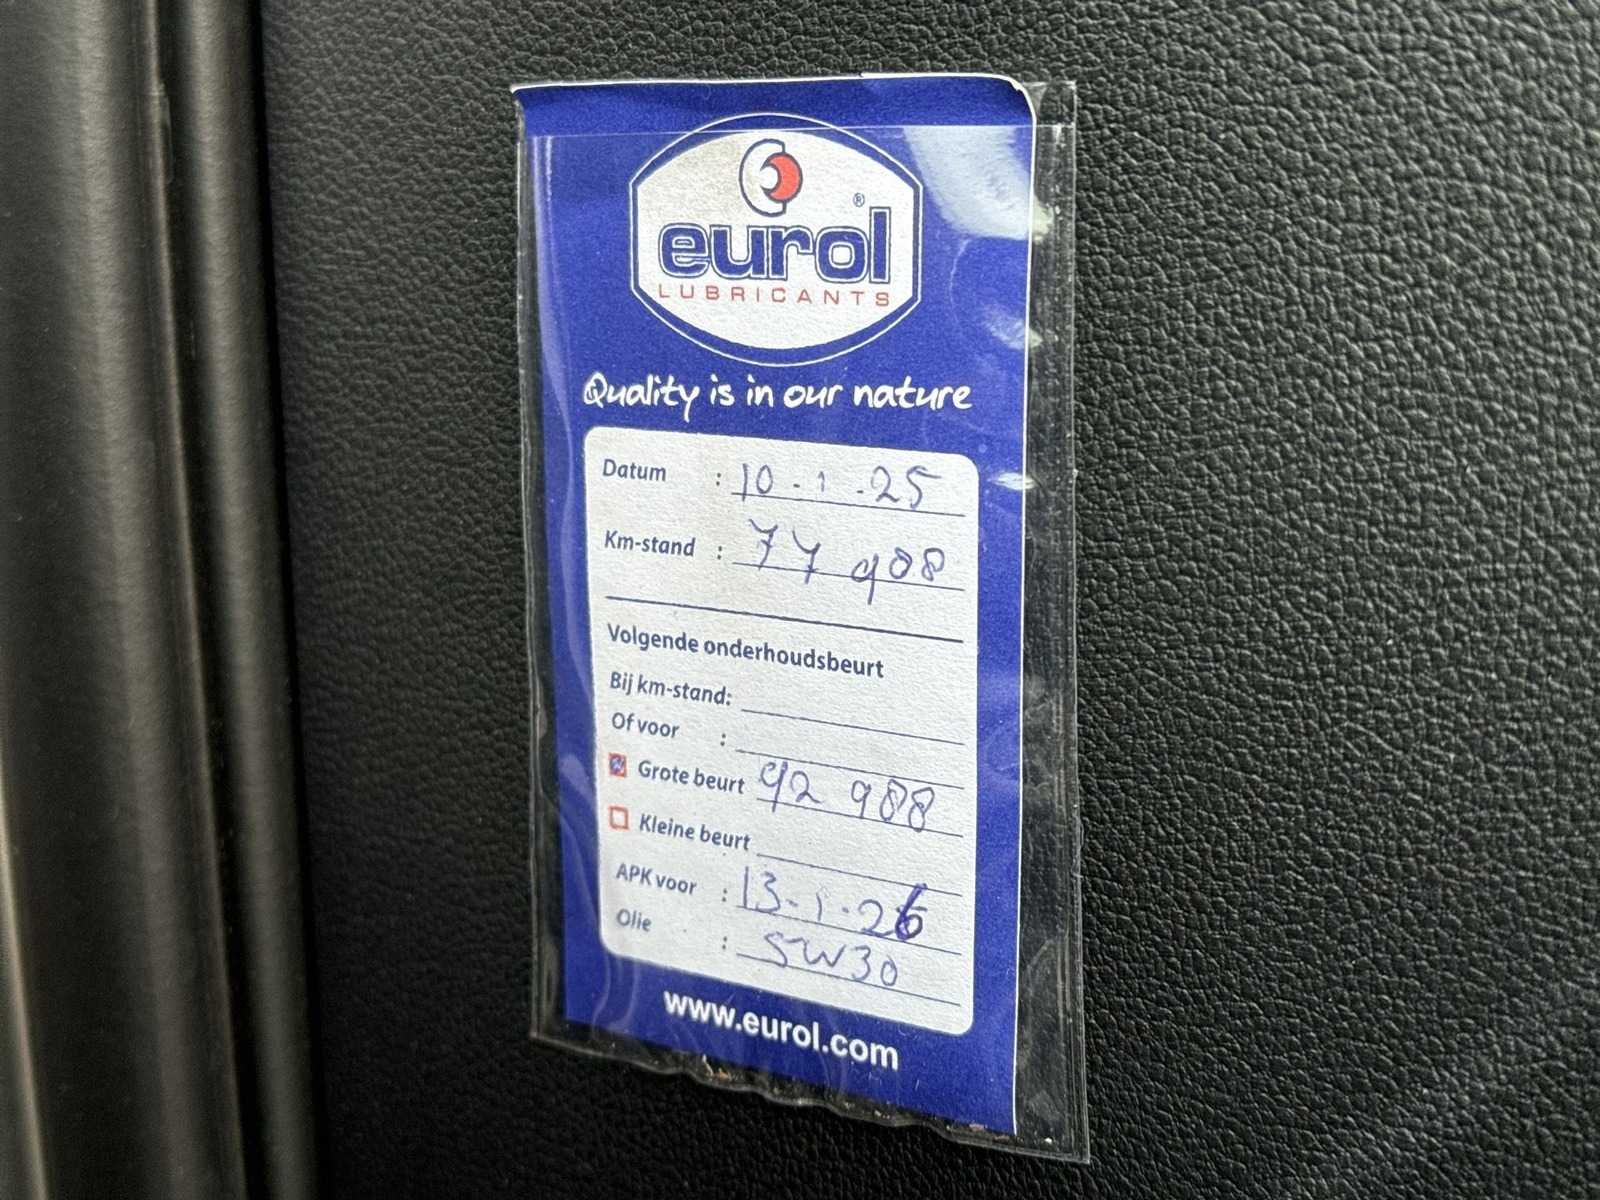 eurol®
LUBRICANTS
Quality is in our nature
Datum : 10-1-25
Km-stand : 77 908
Volgende onderhoudsbeurt
Bij km-stand:
Of voor :
Grote beurt 92 988
Kleine beurt
APK voor : 13-1-26
Olie : 5W30
www.eurol.com